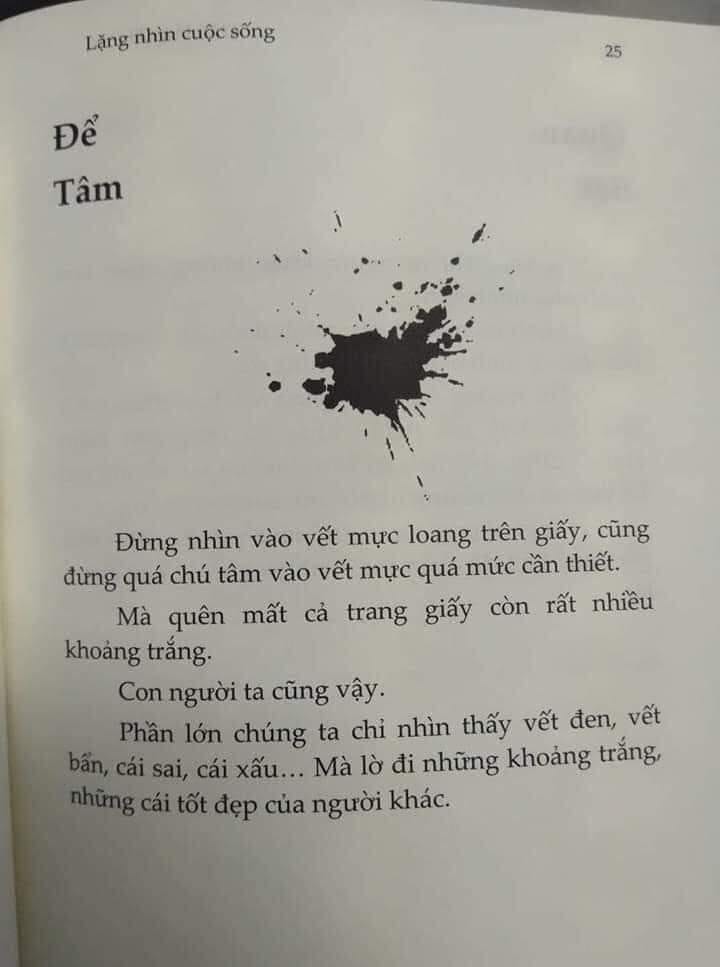 Lặng nhìn cuộc sống
25
Để
Tâm
Đừng nhìn vào vết mực loang trên giấy, cũng
đừng quá chú tâm vào vết mực quá mức cần thiết.
Mà quên mất cả trang giấy còn rất nhiều
khoảng trắng.
Con người ta cũng vậy.
Phần lớn chúng ta chỉ nhìn thấy vết đen, vết
bẩn, cái sai, cái xấu… Mà lờ đi những khoảng trắng,
những cái tốt đẹp của người khác.